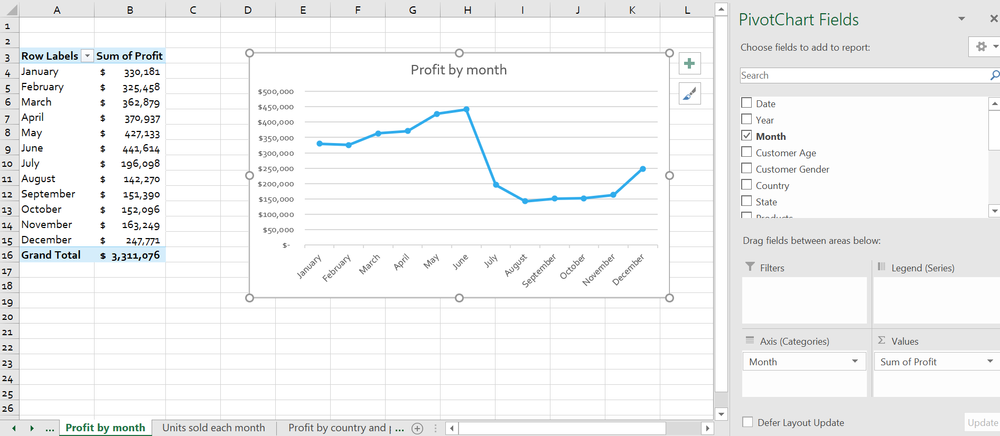 A B C D E F G H I J K L
1
2
3 Row Labels Sum of Profit
4 January $ 330,181
5 February $ 325,458
6 March $ 362,879
7 April $ 370,937
8 May $ 427,133
9 June $ 441,614
10 July $ 196,098
11 August $ 142,270
12 September $ 151,390
13 October $ 152,096
14 November $ 163,249
15 December $ 247,771
16 Grand Total $ 3,311,076
17
18
19
20
21
22
23
24
25
26
Profit by month
$500,000
$450,000
$400,000
$350,000
$300,000
$250,000
$200,000
$150,000
$100,000
$50,000
$-
January February March April May June July August September October November December
PivotChart Fields
Choose fields to add to report:
Search
Date
Year
Month
Customer Age
Customer Gender
Country
State
Products
Drag fields between areas below:
Filters
Legend (Series)
Axis (Categories)
Σ Values
Month
Sum of Profit
Defer Layout Update
Update
... Profit by month Units sold each month Profit by country and ...